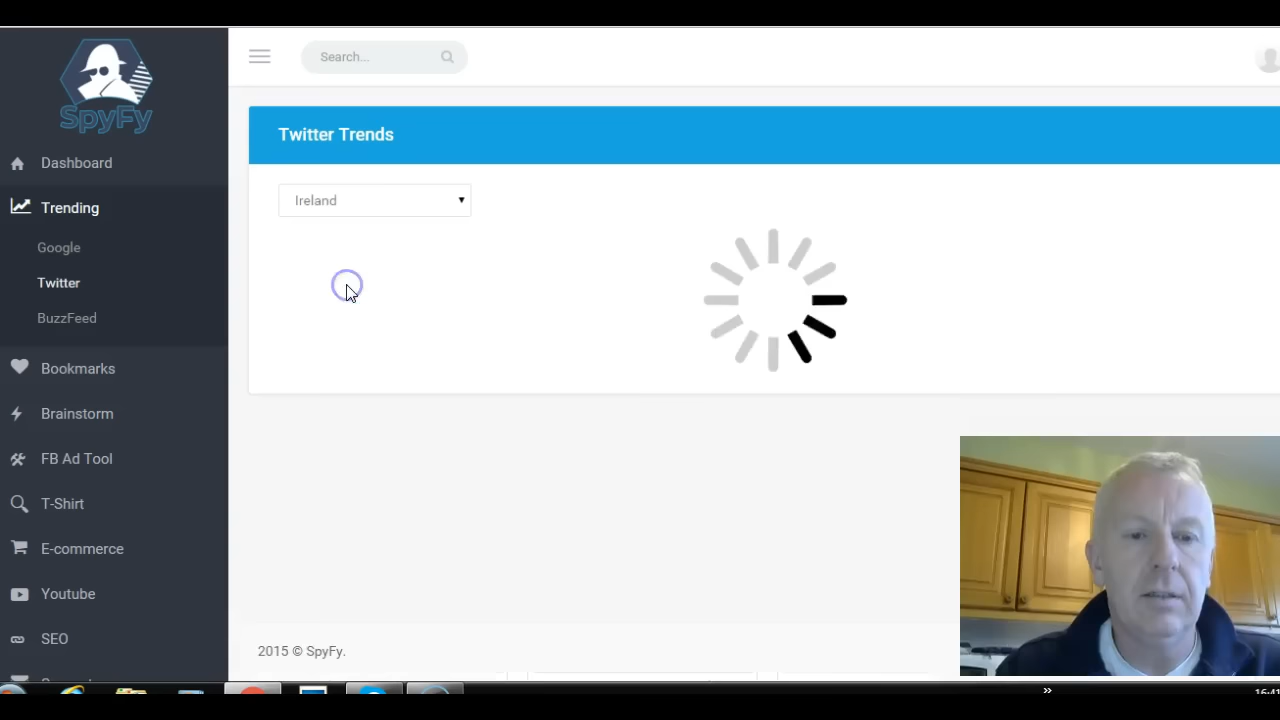 SpyFy
Search...
Dashboard
Trending
Google
Twitter
BuzzFeed
Bookmarks
Brainstorm
FB Ad Tool
T-Shirt
E-commerce
Youtube
SEO
Twitter Trends
Ireland
2015 © SpyFy.
»